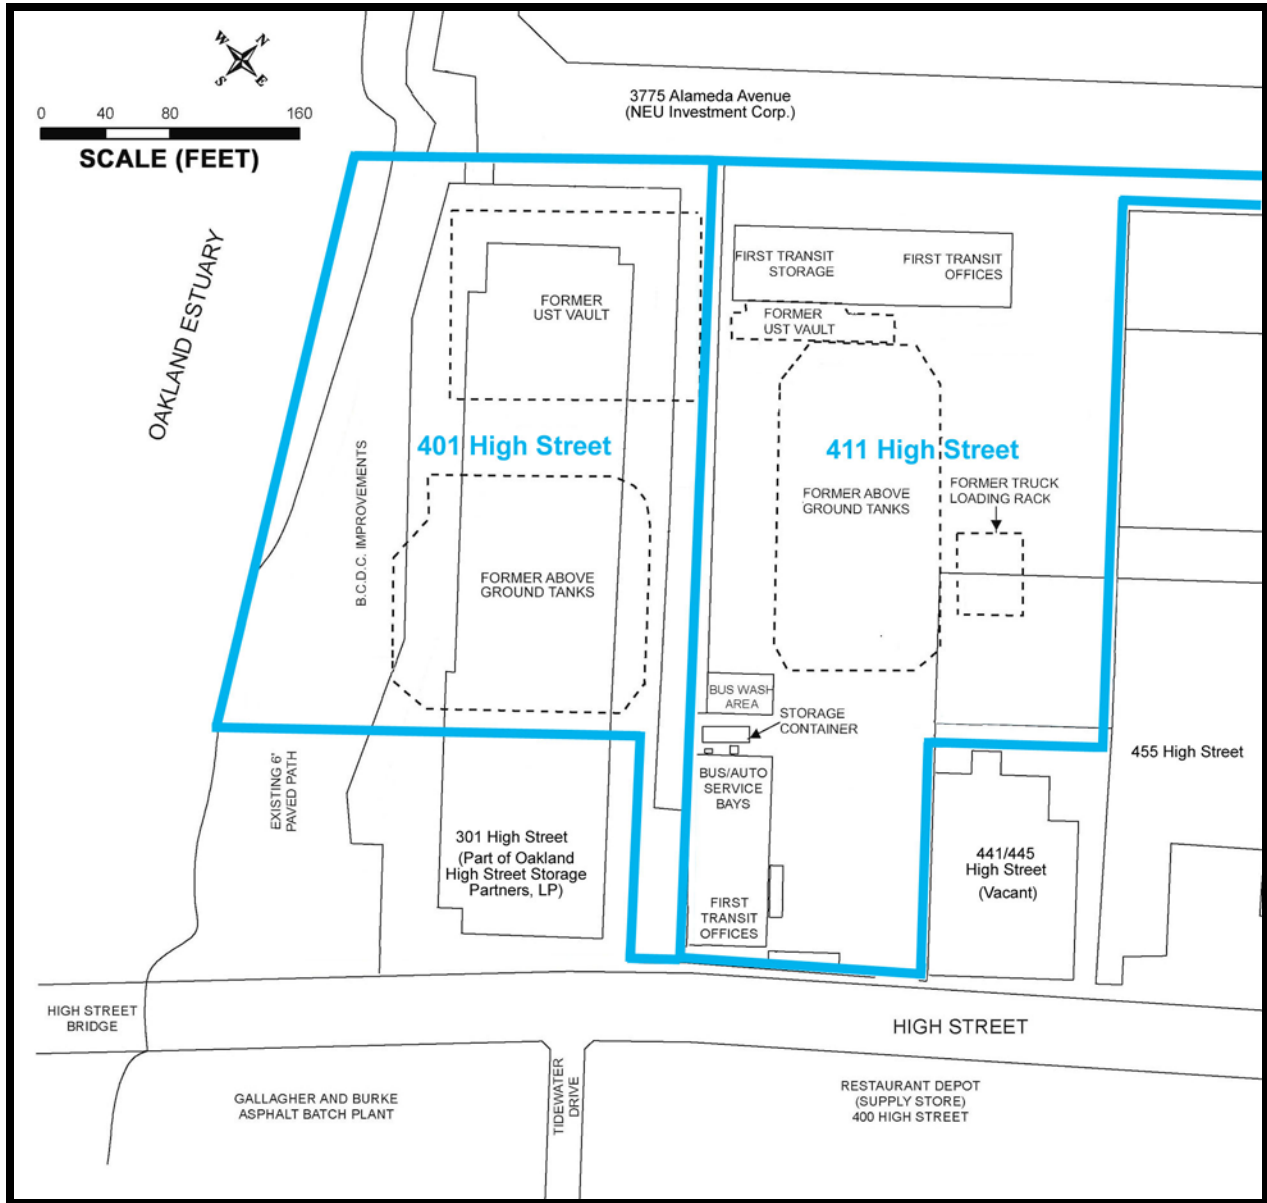 W
N
S
E
0 40 80 160
SCALE (FEET)
3775 Alameda Avenue
(NEU Investment Corp.)
OAKLAND ESTUARY
FIRST TRANSIT
STORAGE
FIRST TRANSIT
OFFICES
FORMER
UST VAULT
FORMER
UST VAULT
401 High Street
411 High Street
B.C.D.C. IMPROVEMENTS
FORMER ABOVE
GROUND TANKS
FORMER ABOVE
GROUND TANKS
FORMER TRUCK
LOADING RACK
BUS WASH
AREA
STORAGE
CONTAINER
455 High Street
EXISTING 6'
PAVED PATH
BUS/AUTO
SERVICE
BAYS
301 High Street
(Part of Oakland
High Street Storage
Partners, LP)
441/445
High Street
(Vacant)
FIRST
TRANSIT
OFFICES
HIGH STREET
BRIDGE
HIGH STREET
GALLAGHER AND BURKE
ASPHALT BATCH PLANT
TIDEWATER
DRIVE
RESTAURANT DEPOT
(SUPPLY STORE)
400 HIGH STREET